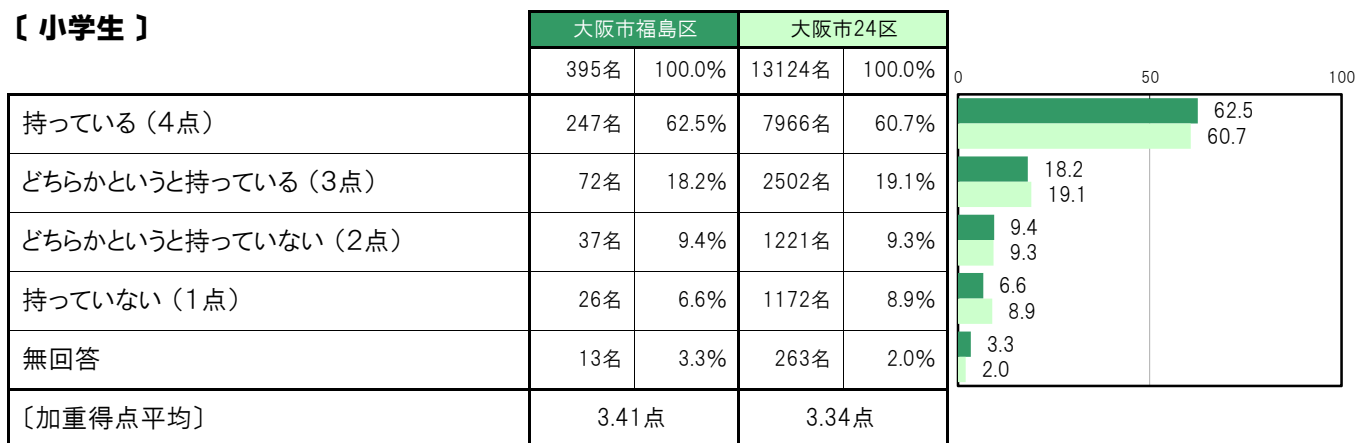 〔 小学生 〕
大阪市福島区 大阪市24区
395名 100.0% 13124名 100.0%
0 50 100
持っている （4点） 247名 62.5% 7966名 60.7%
62.5
60.7
どちらかというと持っている （3点） 72名 18.2% 2502名 19.1%
18.2
19.1
どちらかというと持っていない （2点） 37名 9.4% 1221名 9.3%
9.4
9.3
持っていない （1点） 26名 6.6% 1172名 8.9%
6.6
8.9
無回答 13名 3.3% 263名 2.0%
3.3
2.0
〔加重得点平均〕 3.41点 3.34点